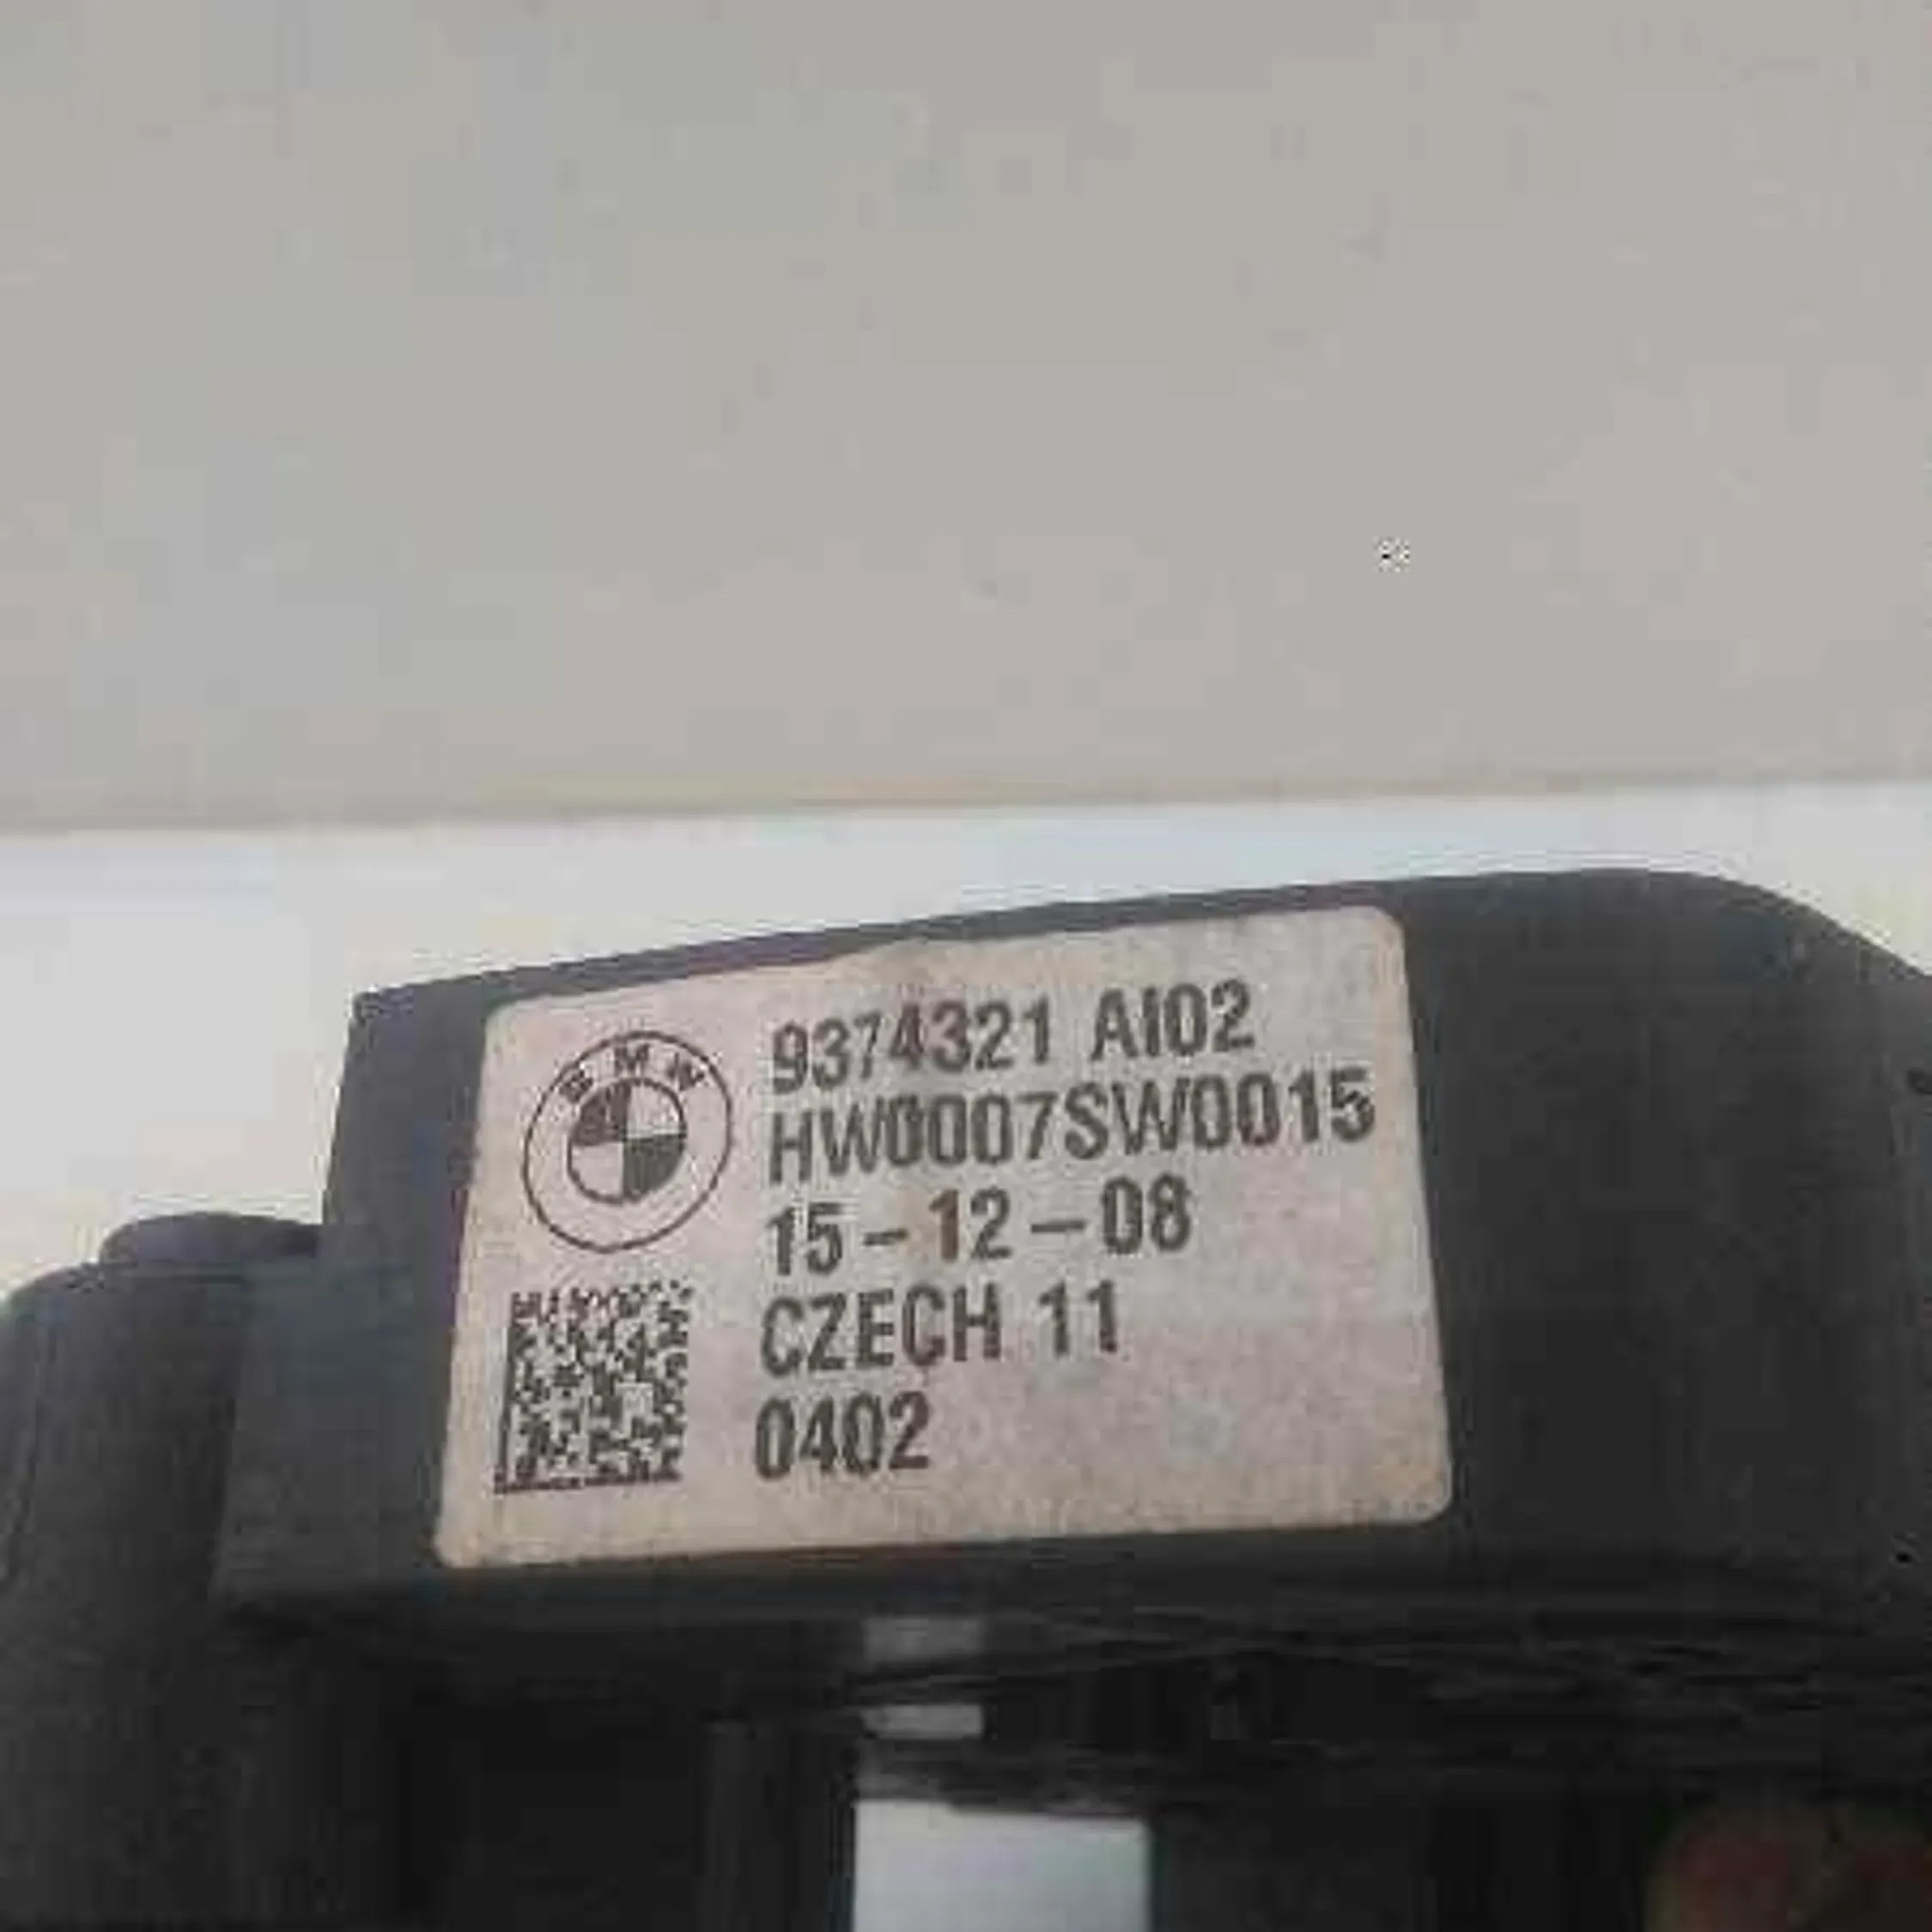 BMW
9374321 AI02
HW0007SW0015
15-12-08
CZECH 11
0402